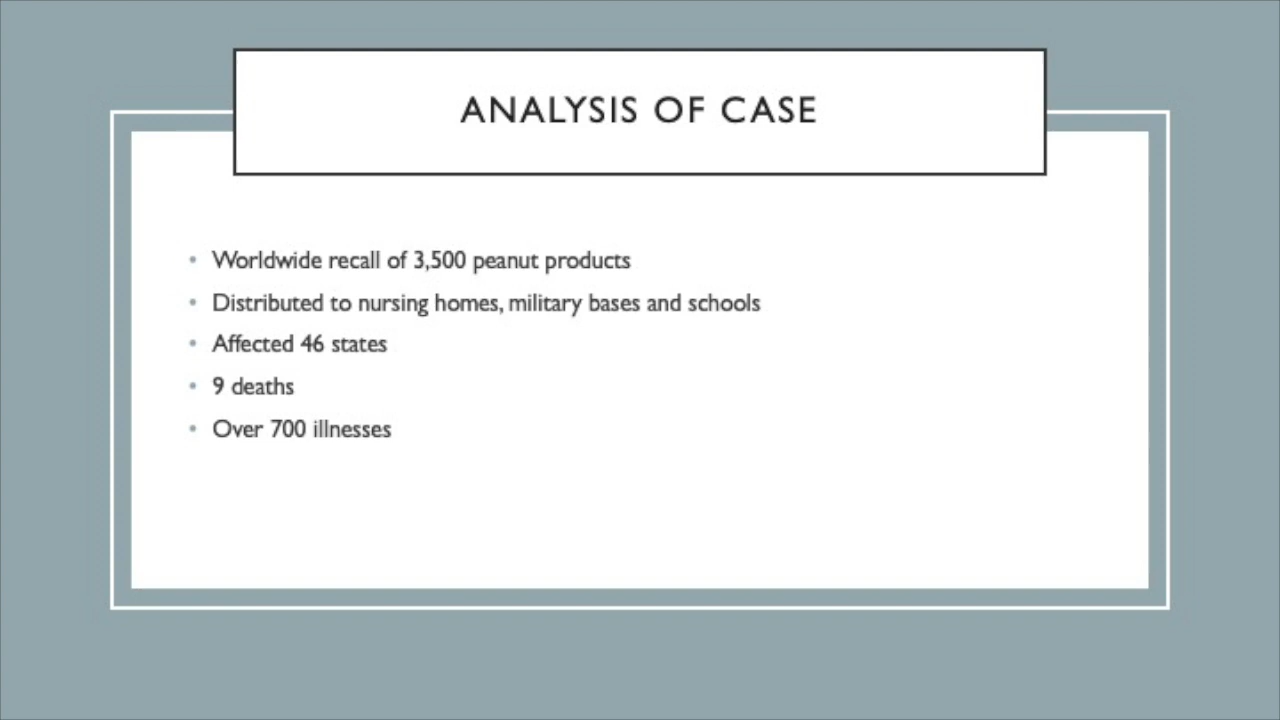 ANALYSIS OF CASE
• Worldwide recall of 3,500 peanut products
• Distributed to nursing homes, military bases and schools
• Affected 46 states
• 9 deaths
• Over 700 illnesses